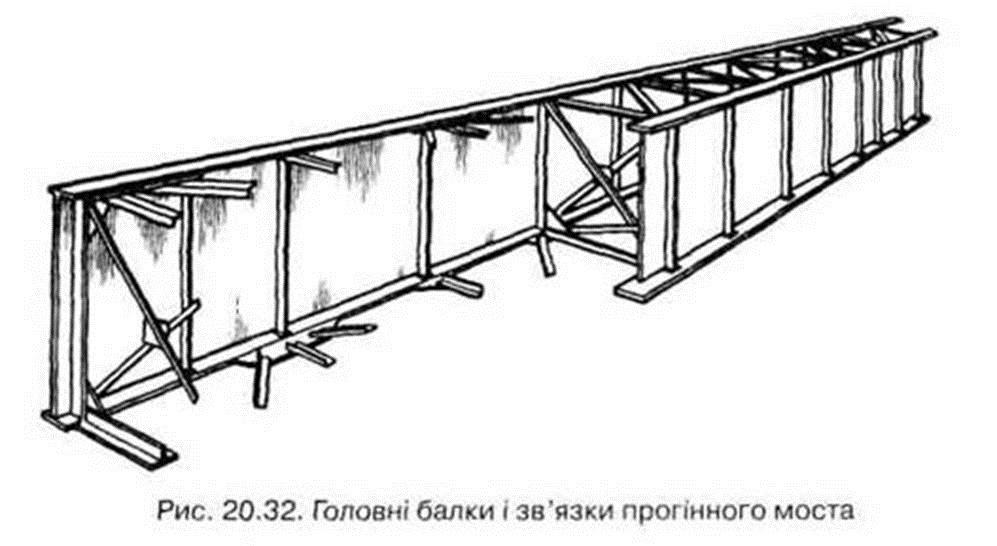 Рис. 20.32. Головні балки і зв'язки прогінного моста